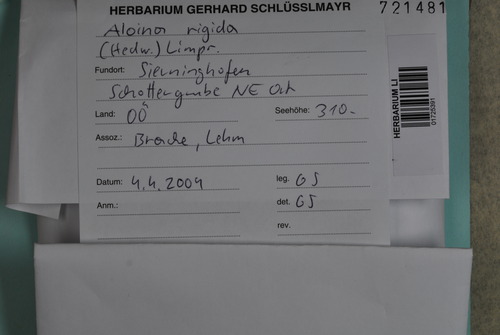 HERBARIUM GERHARD SCHLÜSSLMAYR
721481
Aloina rigida
(Hedw.) Limpr.
Fundort: Sierninghofen
Schottergrube NE Ort
Land: OÖ Seehöhe: 310.-
Assoz.: Brache, Lehm
Datum: 4.4.2004 leg. GS
Anm.: det. GS
rev.
HERBARIUM LI
01725391